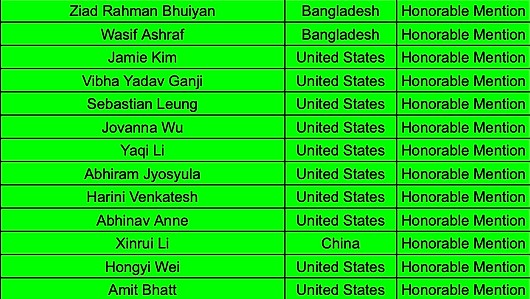 Ziad Rahman Bhuiyan Bangladesh Honorable Mention
Wasif Ashraf Bangladesh Honorable Mention
Jamie Kim United States Honorable Mention
Vibha Yadav Ganji United States Honorable Mention
Sebastian Leung United States Honorable Mention
Jovanna Wu United States Honorable Mention
Yaqi Li United States Honorable Mention
Abhiram Jyosyula United States Honorable Mention
Harini Venkatesh United States Honorable Mention
Abhinav Anne United States Honorable Mention
Xinrui Li China Honorable Mention
Hongyi Wei United States Honorable Mention
Amit Bhatt United States Honorable Mention